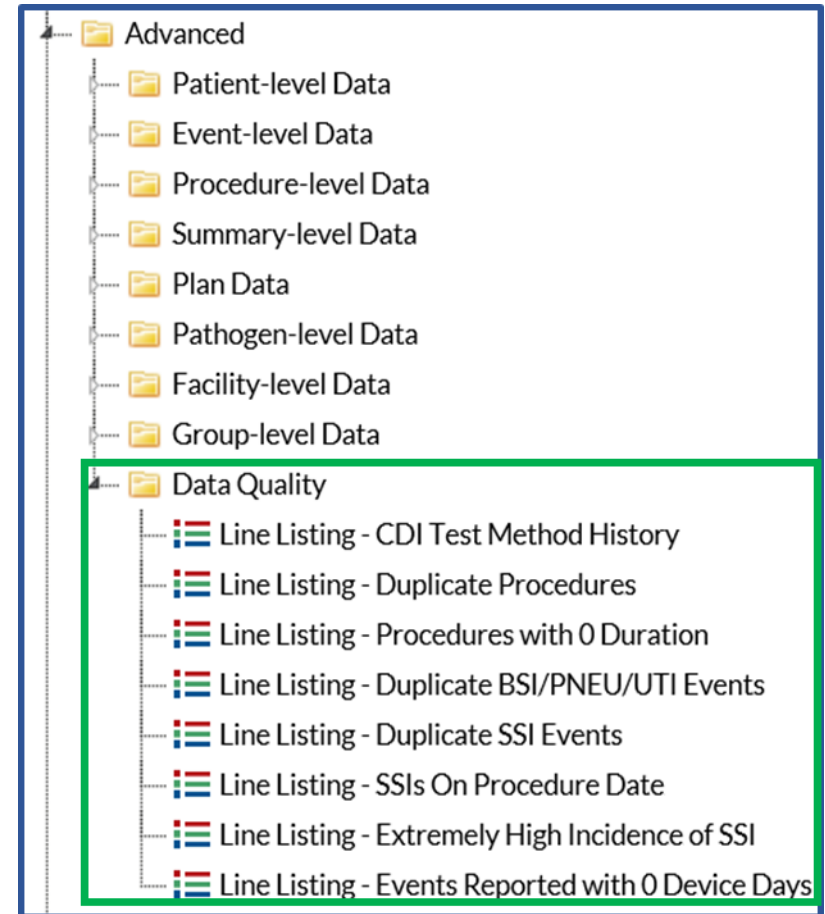 Advanced
Patient-level Data
Event-level Data
Procedure-level Data
Summary-level Data
Plan Data
Pathogen-level Data
Facility-level Data
Group-level Data
Data Quality
Line Listing - CDI Test Method History
Line Listing - Duplicate Procedures
Line Listing - Procedures with 0 Duration
Line Listing - Duplicate BSI/PNEU/UTI Events
Line Listing - Duplicate SSI Events
Line Listing - SSIs On Procedure Date
Line Listing - Extremely High Incidence of SSI
Line Listing - Events Reported with 0 Device Days